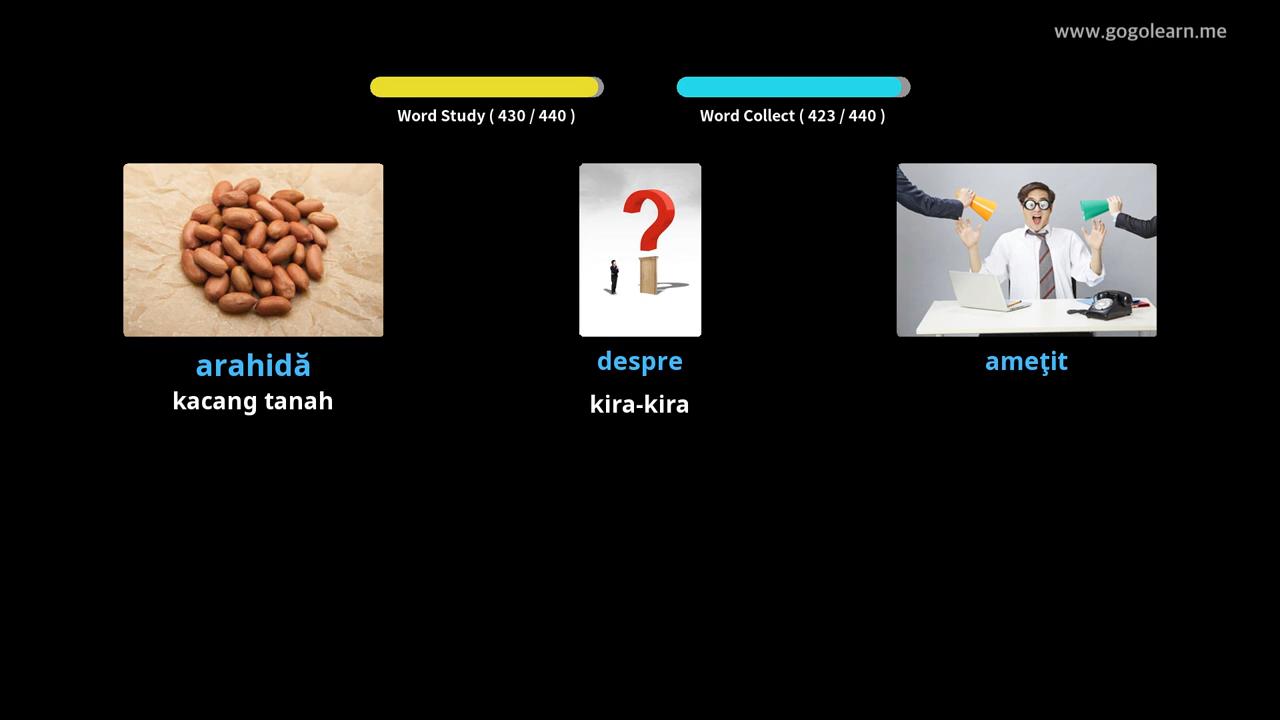 www.gogolearn.me
Word Study ( 430 / 440 )
Word Collect ( 423 / 440 )
arahidă
kacang tanah
despre
kira-kira
ameţit